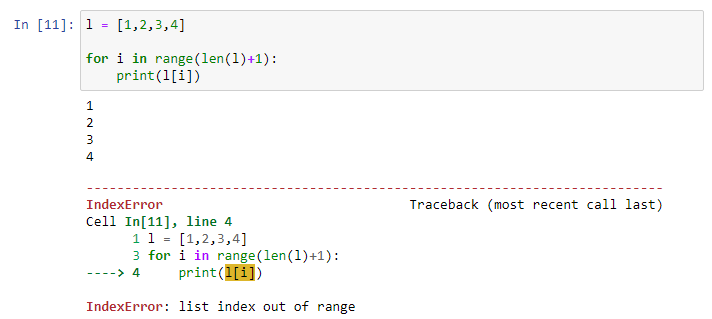 In [11]: l = [1,2,3,4]
for i in range(len(l)+1):
    print(l[i])
1
2
3
4
---------------------------------------------------------------------------
IndexError                                Traceback (most recent call last)
Cell In[11], line 4
      1 l = [1,2,3,4]
      3 for i in range(len(l)+1):
----> 4     print(l[i])
IndexError: list index out of range